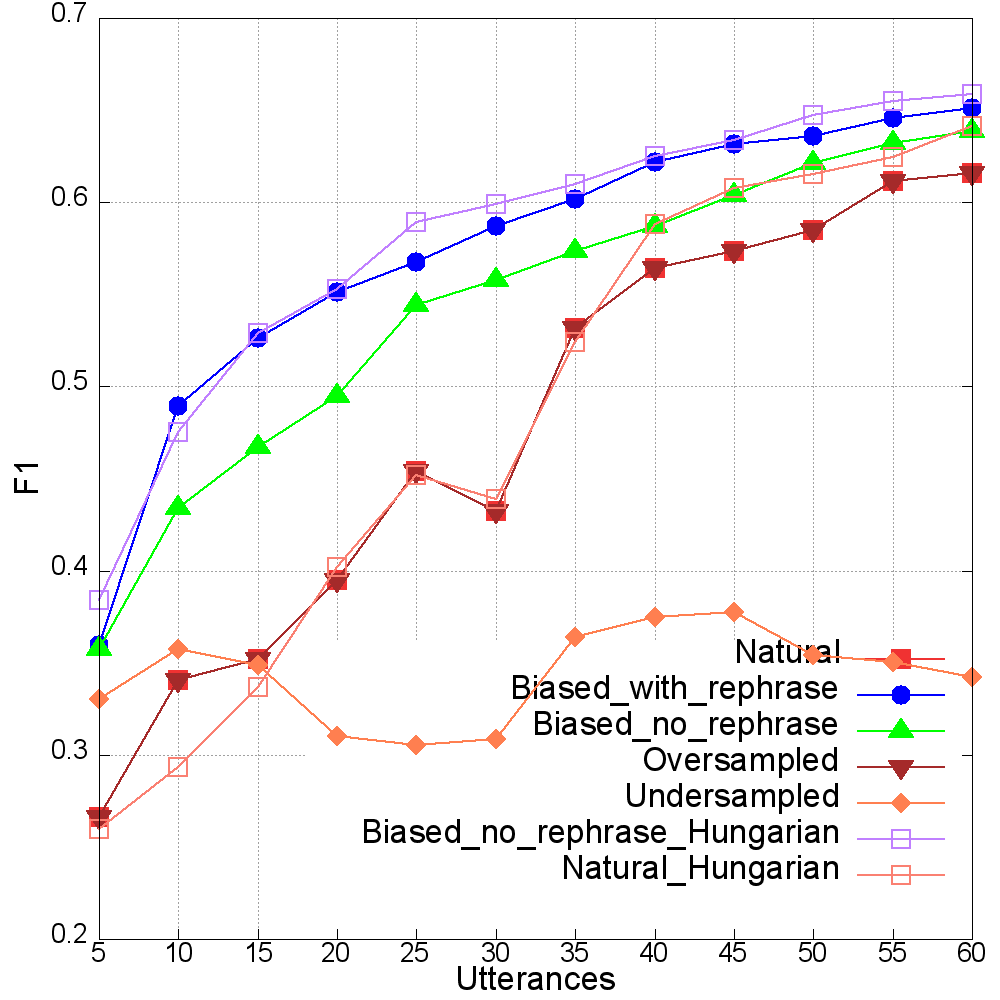 0.7
0.6
0.5
0.4
0.3
0.2
F1
Natural
Biased_with_rephrase
Biased_no_rephrase
Oversampled
Undersampled
Biased_no_rephrase_Hungarian
Natural_Hungarian
5 10 15 20 25 30 35 40 45 50 55 60
Utterances